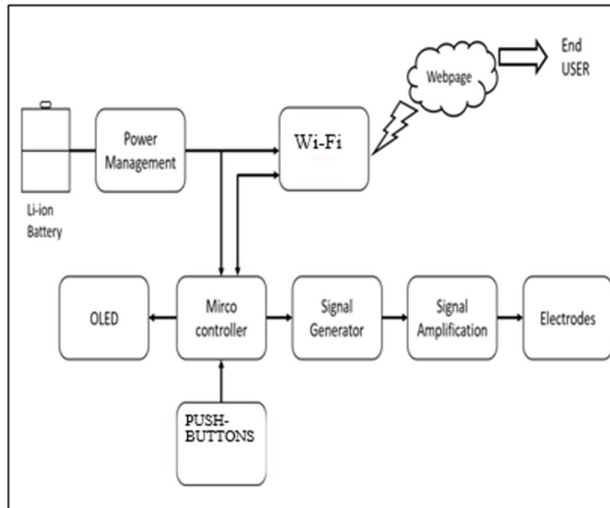 End
USER
Webpage
Power
Management
Wi-Fi
Li-ion
Battery
OLED
Mirco
controller
Signal
Generator
Signal
Amplification
Electrodes
PUSH-
BUTTONS